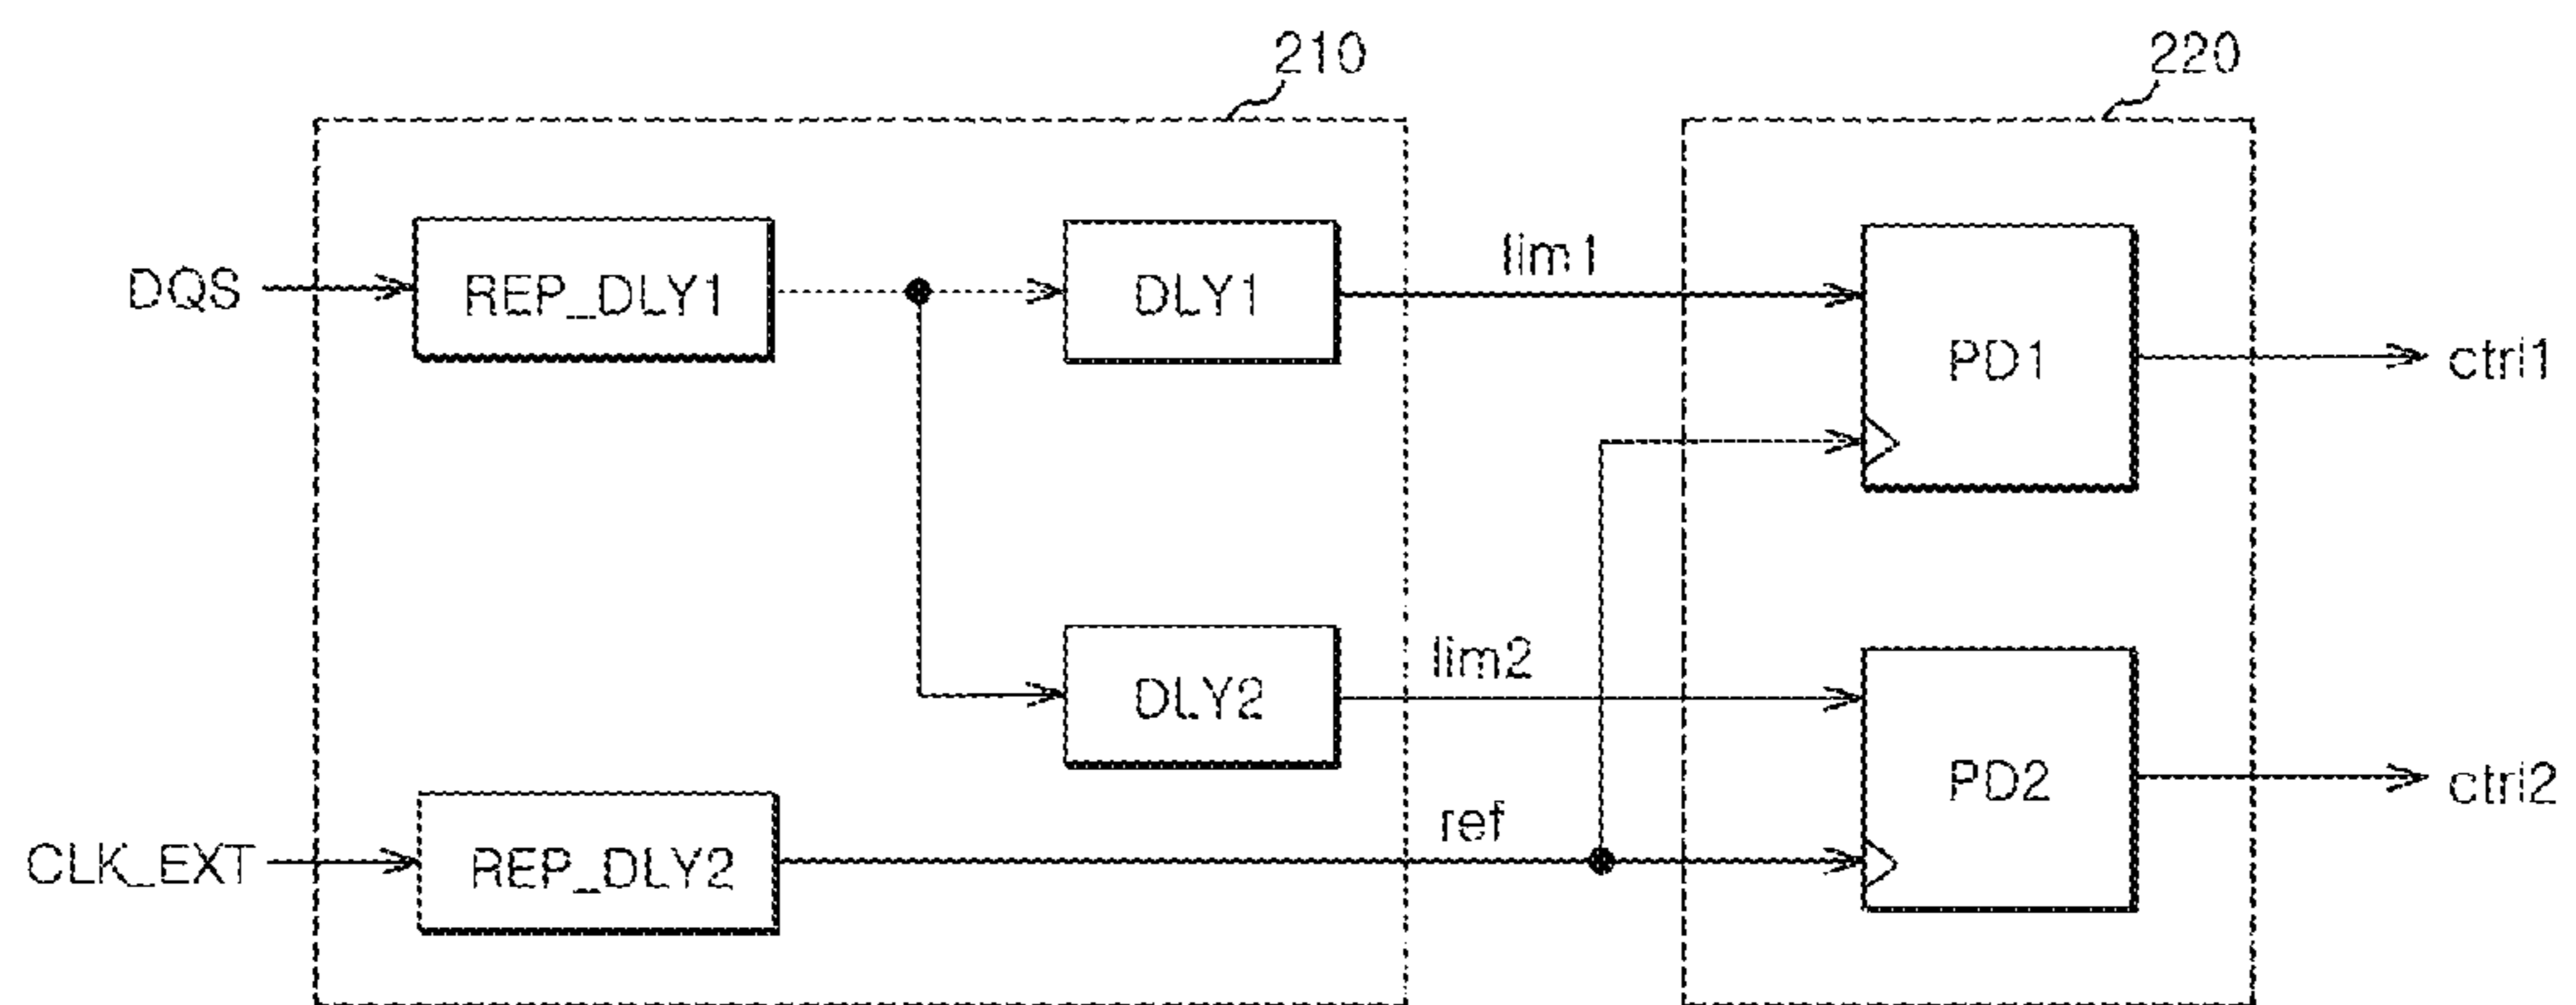 210
220
DQS
REP_DLY1
DLY1
lim1
PD1
ctrl1
DLY2
lim2
PD2
ctrl2
CLK_EXT
REP_DLY2
ref